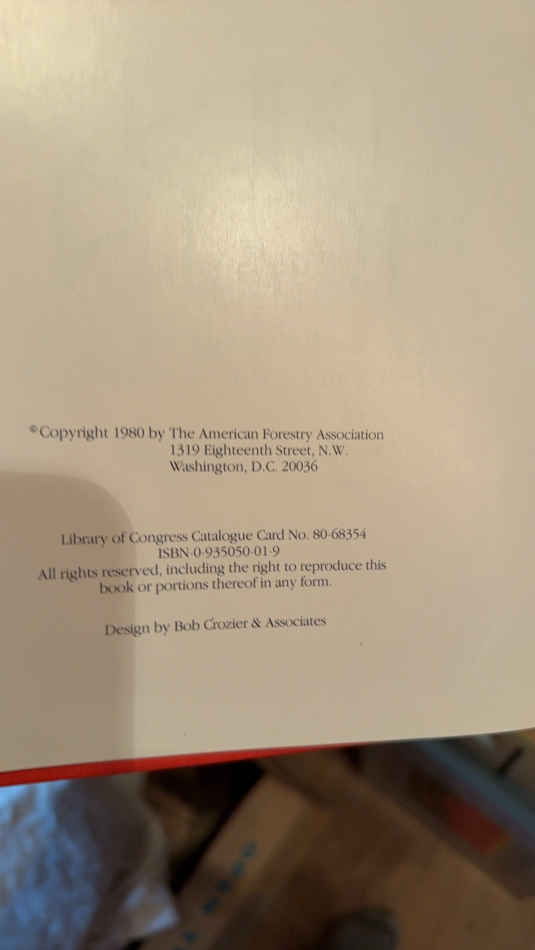 ©Copyright 1980 by The American Forestry Association
1319 Eighteenth Street, N.W.
Washington, D.C. 20036
Library of Congress Catalogue Card No. 80-68354
ISBN-0-935050-01-9
All rights reserved, including the right to reproduce this
book or portions thereof in any form.
Design by Bob Crozier & Associates